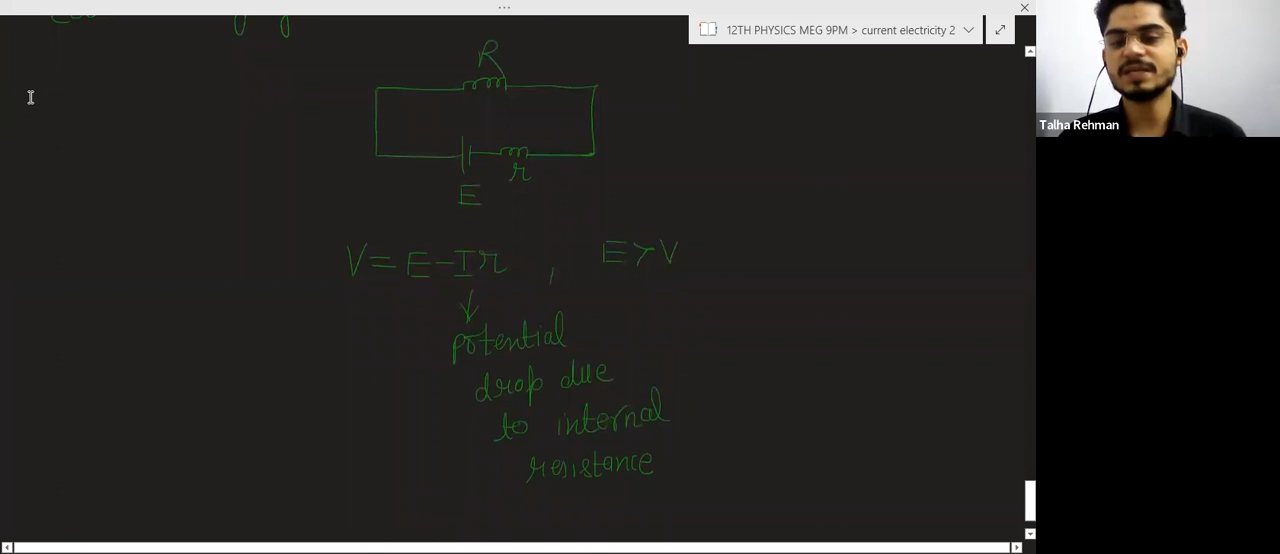 12TH PHYSICS MEG 9PM > current electricity 2
Talha Rehman
R
r
E
V = E - Ir , E > V
↓
potential
drop due
to internal
resistance